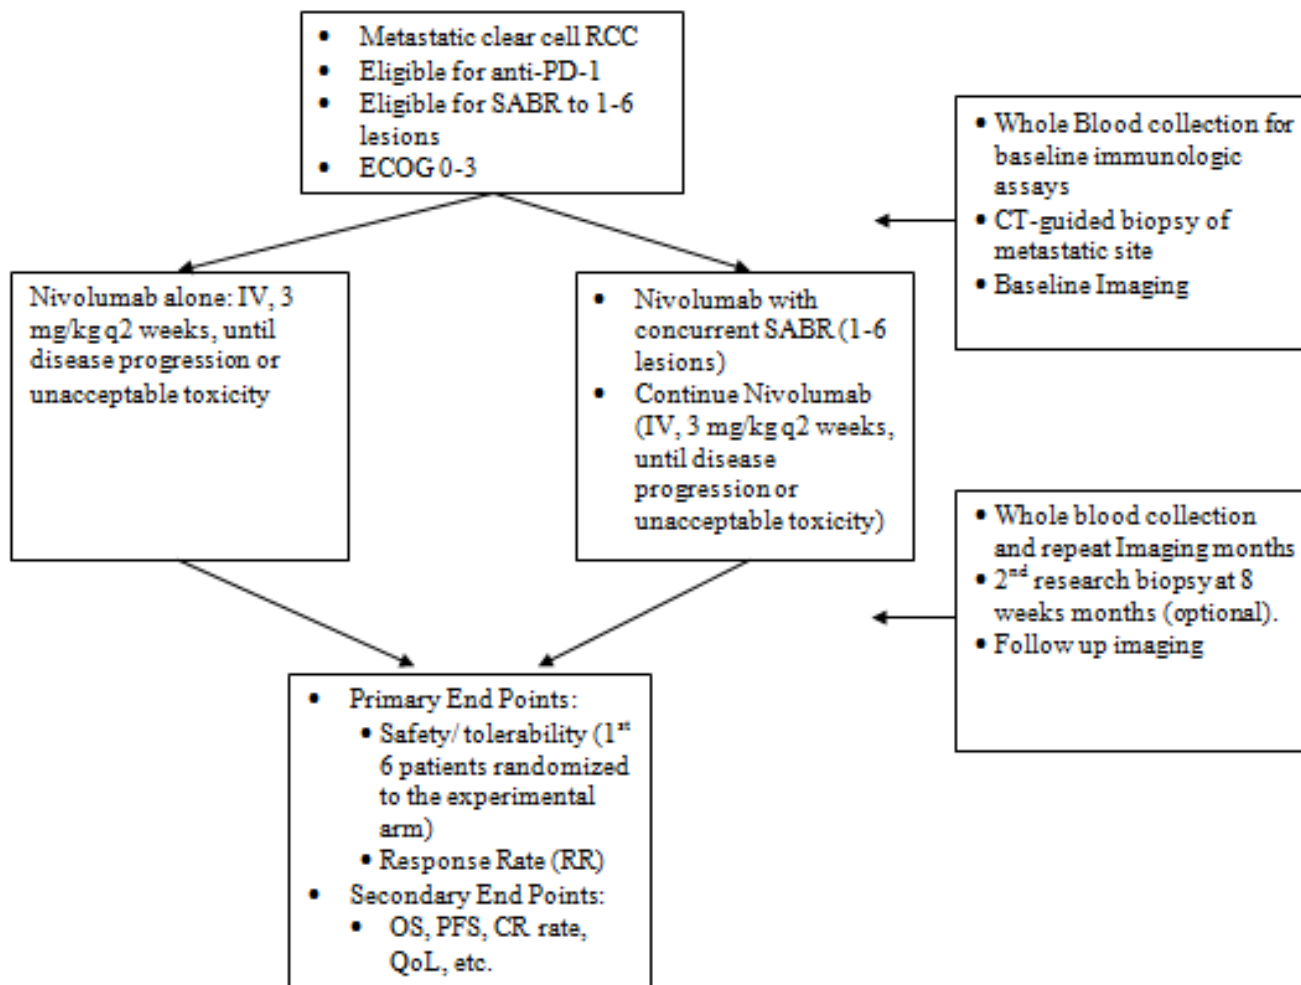 • Metastatic clear cell RCC
• Eligible for anti-PD-1
• Eligible for SABR to 1-6
lesions
• ECOG 0-3
• Whole Blood collection for
baseline immunologic
assays
• CT-guided biopsy of
metastatic site
• Baseline Imaging
Nivolumab alone: IV, 3
mg/kg q2 weeks, until
disease progression or
unacceptable toxicity
• Nivolumab with
concurrent SABR (1-6
lesions)
• Continue Nivolumab
(IV, 3 mg/kg q2 weeks,
until disease
progression or
unacceptable toxicity)
• Whole blood collection
and repeat Imaging months
• 2nd research biopsy at 8
weeks months (optional).
• Follow up imaging
• Primary End Points:
• Safety/ tolerability (1st
6 patients randomized
to the experimental
arm)
• Response Rate (RR)
• Secondary End Points:
• OS, PFS, CR rate,
QoL, etc.